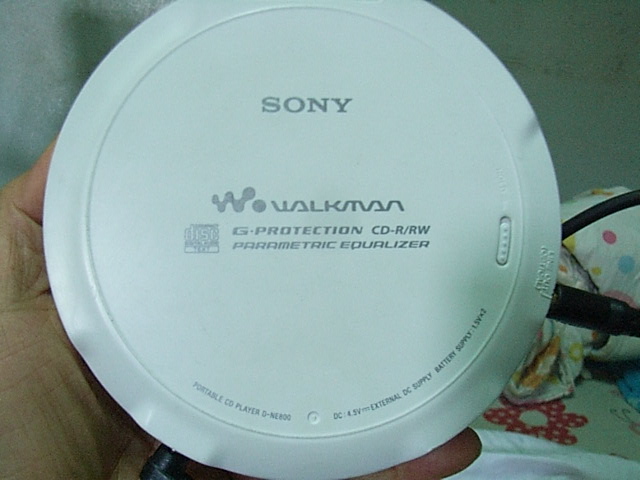 SONY
WALKMAN
disc
G-PROTECTION CD-R/RW
PARAMETRIC EQUALIZER
PORTABLE CD PLAYER D-NE800
DC: 4.5V⎓EXTERNAL DC SUPPLY BATTERY SUPPLY: 1.5V×2